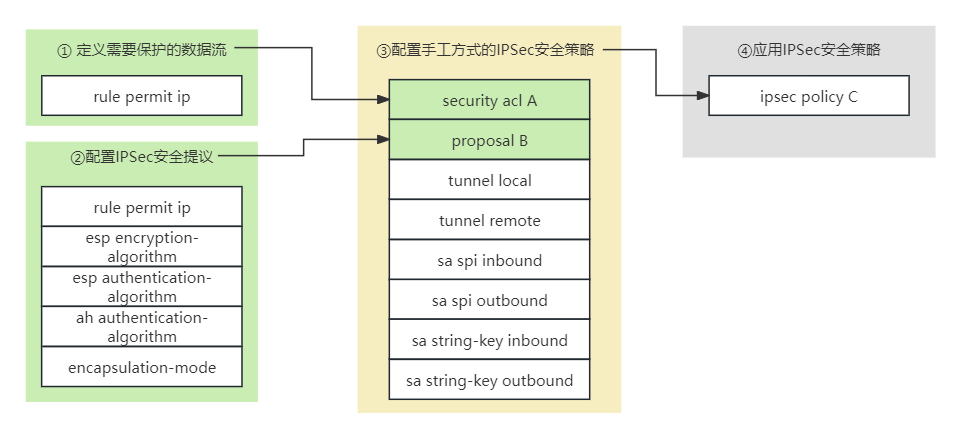 ① 定义需要保护的数据流
rule permit ip
②配置IPSec安全提议
rule permit ip
esp encryption-
algorithm
esp authentication-
algorithm
ah authentication-
algorithm
encapsulation-mode
③配置手工方式的IPSec安全策略
security acl A
proposal B
tunnel local
tunnel remote
sa spi inbound
sa spi outbound
sa string-key inbound
sa string-key outbound
④应用IPSec安全策略
ipsec policy C